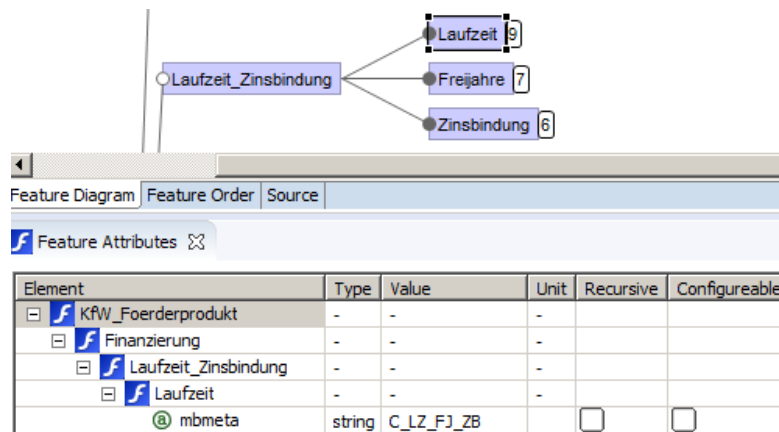 Laufzeit 9
Laufzeit_Zinsbindung
Freijahre 7
Zinsbindung 6
Feature Diagram Feature Order Source
Feature Attributes
Element Type Value Unit Recursive Configureable
KfW_Foerderprodukt - - -
Finanzierung - - -
Laufzeit_Zinsbindung - - -
Laufzeit - - -
mbmeta string C_LZ_FJ_ZB